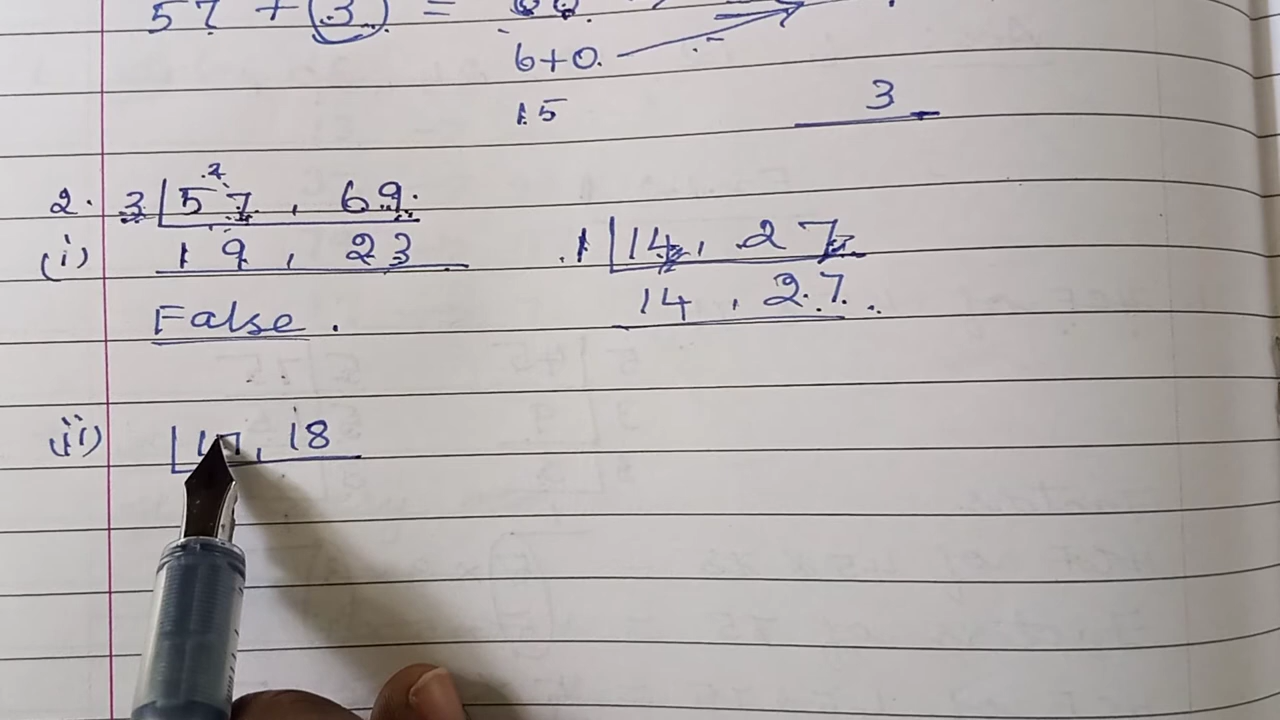 57 + 3 =
6+0.
15
3
2. 3 57, 69.
(i) 19, 23
1 14, 27
14, 27.
False.
(ii) 17, 18